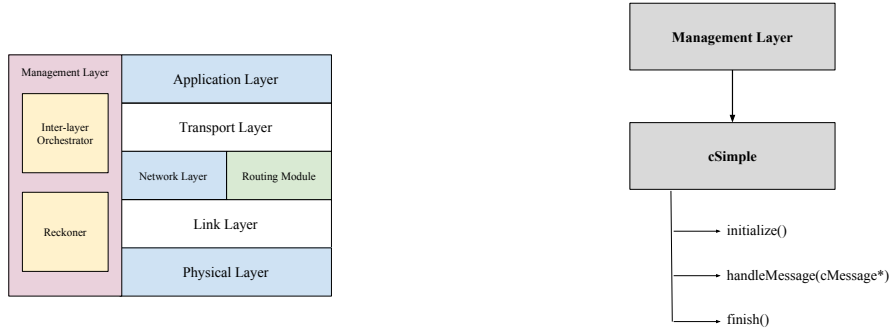 Management Layer
Inter-layer
Orchestrator
Reckoner
Application Layer
Transport Layer
Network Layer
Routing Module
Link Layer
Physical Layer
Management Layer
cSimple
initialize()
handleMessage(cMessage*)
finish()